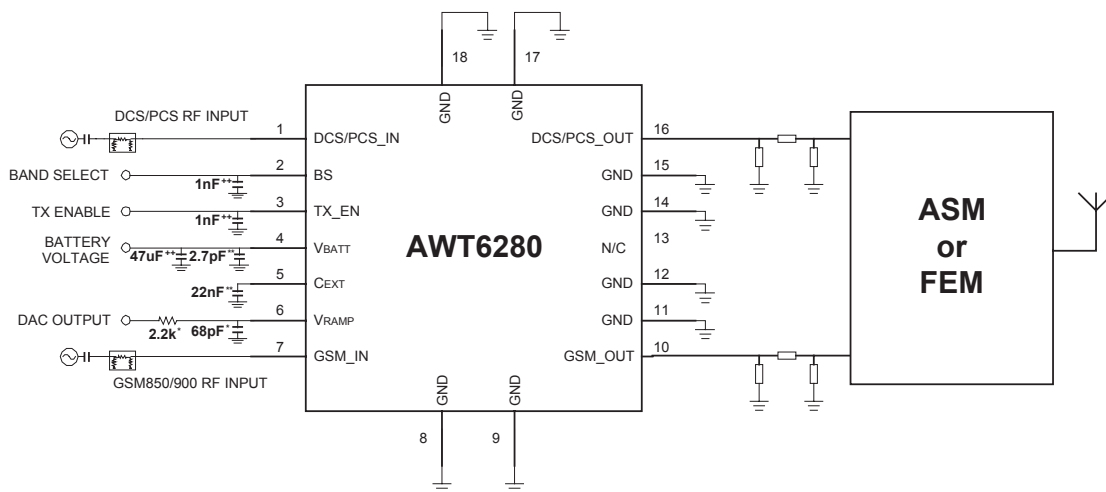 18
17
GND
GND
DCS/PCS RF INPUT
1
DCS/PCS_IN
DCS/PCS_OUT
16
BAND SELECT
1nF++
2
BS
GND
15
TX ENABLE
1nF++
3
TX_EN
GND
14
BATTERY
VOLTAGE
47uF++
2.7pF**
4
VBATT
N/C
13
22nF**
5
CEXT
GND
12
DAC OUTPUT
2.2k*
68pF*
6
VRAMP
GND
11
7
GSM_IN
GSM_OUT
10
GSM850/900 RF INPUT
AWT6280
GND
GND
8
9
ASM
or
FEM